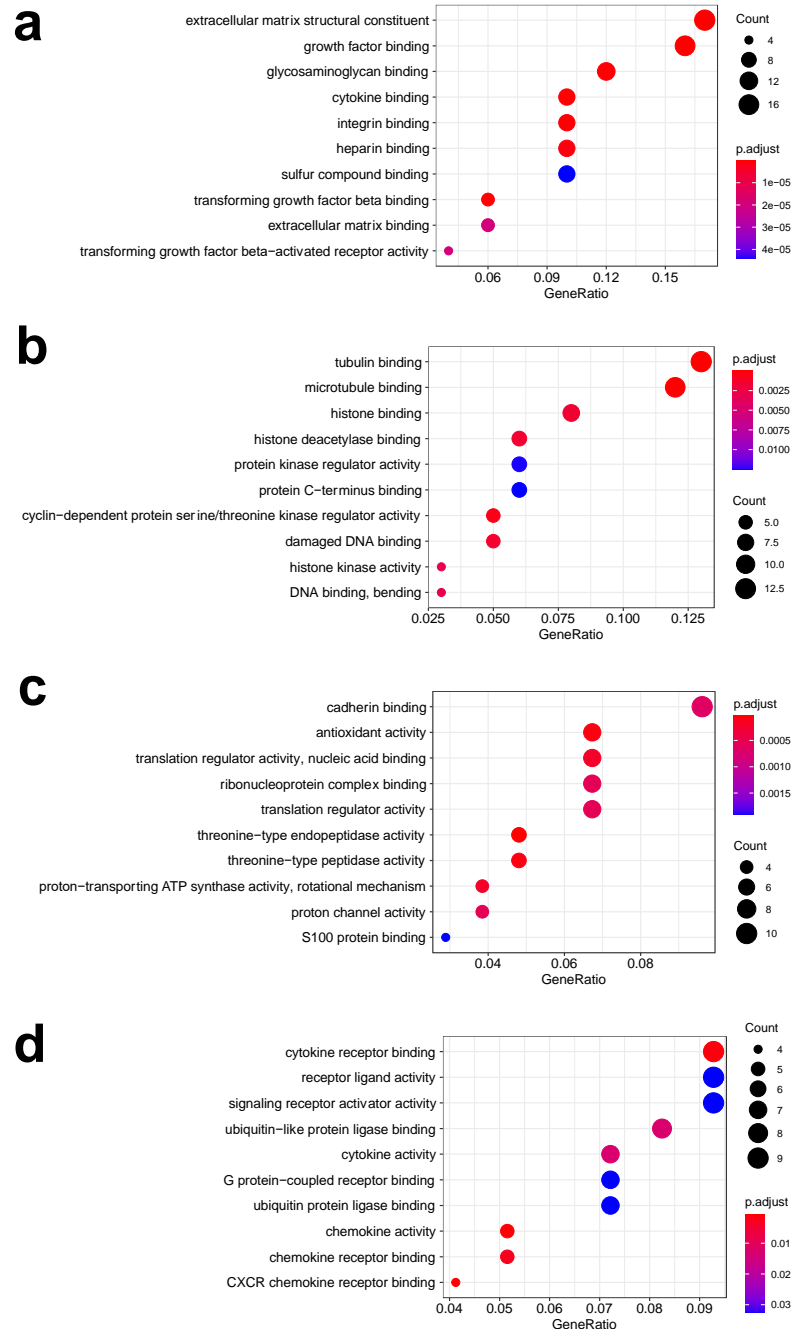 a
extracellular matrix structural constituent
growth factor binding
glycosaminoglycan binding
cytokine binding
integrin binding
heparin binding
sulfur compound binding
transforming growth factor beta binding
extracellular matrix binding
transforming growth factor beta−activated receptor activity
0.06 0.09 0.12 0.15
GeneRatio
Count
4
8
12
16
p.adjust
1e−05
2e−05
3e−05
4e−05
b
tubulin binding
microtubule binding
histone binding
histone deacetylase binding
protein kinase regulator activity
protein C−terminus binding
cyclin−dependent protein serine/threonine kinase regulator activity
damaged DNA binding
histone kinase activity
DNA binding, bending
0.025 0.050 0.075 0.100 0.125
GeneRatio
p.adjust
0.0025
0.0050
0.0075
0.0100
Count
5.0
7.5
10.0
12.5
c
cadherin binding
antioxidant activity
translation regulator activity, nucleic acid binding
ribonucleoprotein complex binding
translation regulator activity
threonine−type endopeptidase activity
threonine−type peptidase activity
proton−transporting ATP synthase activity, rotational mechanism
proton channel activity
S100 protein binding
0.04 0.06 0.08
GeneRatio
p.adjust
0.0005
0.0010
0.0015
Count
4
6
8
10
d
cytokine receptor binding
receptor ligand activity
signaling receptor activator activity
ubiquitin−like protein ligase binding
cytokine activity
G protein−coupled receptor binding
ubiquitin protein ligase binding
chemokine activity
chemokine receptor binding
CXCR chemokine receptor binding
0.04 0.05 0.06 0.07 0.08 0.09
GeneRatio
Count
4
5
6
7
8
9
p.adjust
0.01
0.02
0.03